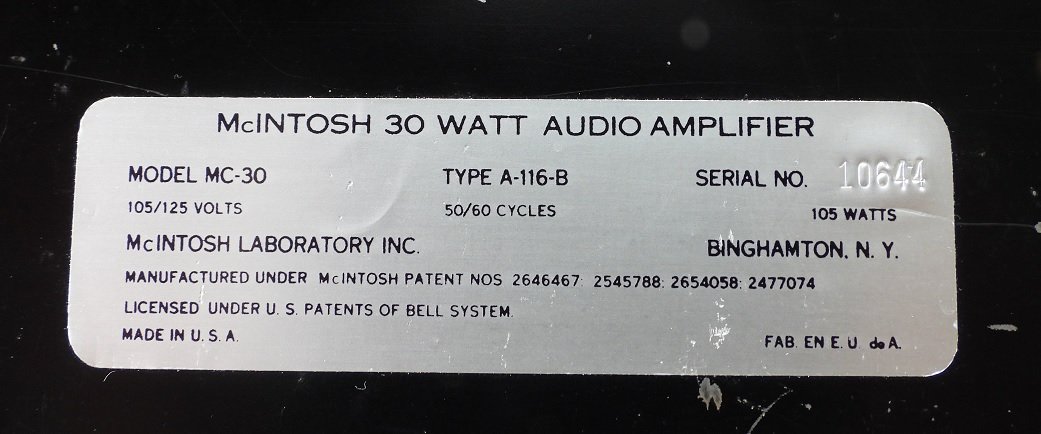 McINTOSH 30 WATT AUDIO AMPLIFIER
MODEL MC-30 TYPE A-116-B SERIAL NO. 10644
105/125 VOLTS 50/60 CYCLES 105 WATTS
McINTOSH LABORATORY INC. BINGHAMTON, N. Y.
MANUFACTURED UNDER McINTOSH PATENT NOS 2646467: 2545788: 2654058: 2477074
LICENSED UNDER U. S. PATENTS OF BELL SYSTEM.
MADE IN U. S. A. FAB. EN E. U. de A.